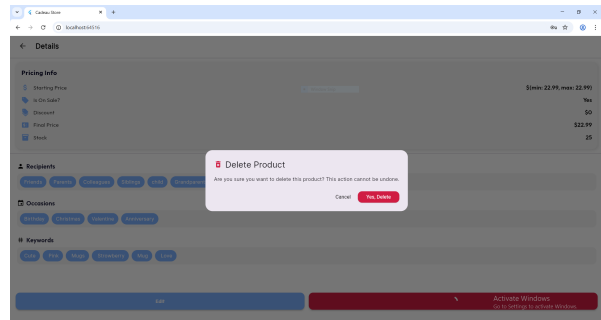 Cadeau Store
localhost:64516
Details
Pricing Info
Starting Price
$(min: 22.99, max: 22.99)
Is On Sale?
Yes
Discount
$0
Final Price
$22.99
Stock
25
Delete Product
Are you sure you want to delete this product? This action cannot be undone.
Cancel
Yes, Delete
Recipients
Friends Parents Colleagues Siblings child Grandparents
Occasions
Birthday Christmas Valentine Anniversary
Keywords
Cute Pink Mugs Strawberry Mug Love
Edit
Activate Windows
Go to Settings to activate Windows.